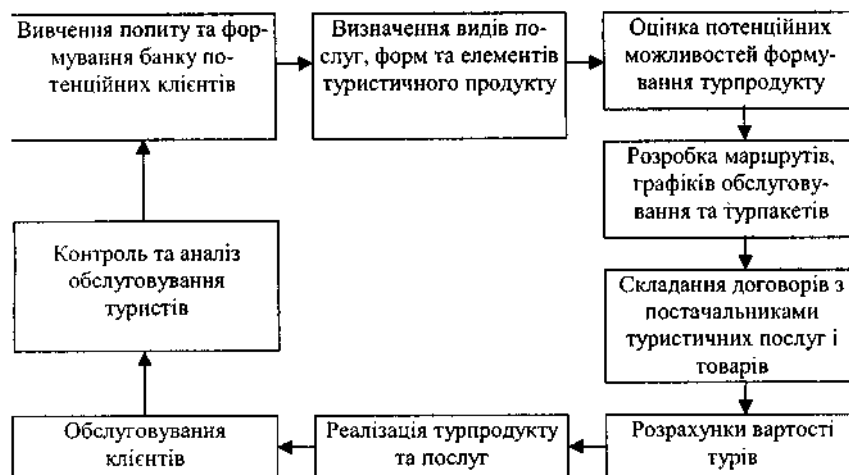 Вивчення попиту та фор-
мування банку по-
тенційних клієнтів
Визначення видів по-
слуг, форм та елементів
туристичного продукту
Оцінка потенційних
можливостей форму-
вання турпродукту
Розробка маршрутів,
графіків обслугову-
вання та турпакетів
Складання договорів з
постачальниками
туристичних послуг і
товарів
Розрахунки вартості
турів
Реалізація турпродукту
та послуг
Обслуговування
клієнтів
Контроль та аналіз
обслуговування
туристів